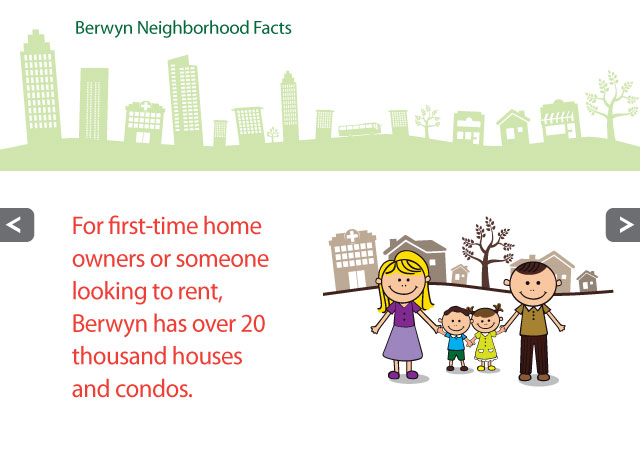 Berwyn Neighborhood Facts
<
>
For first-time home
owners or someone
looking to rent,
Berwyn has over 20
thousand houses
and condos.